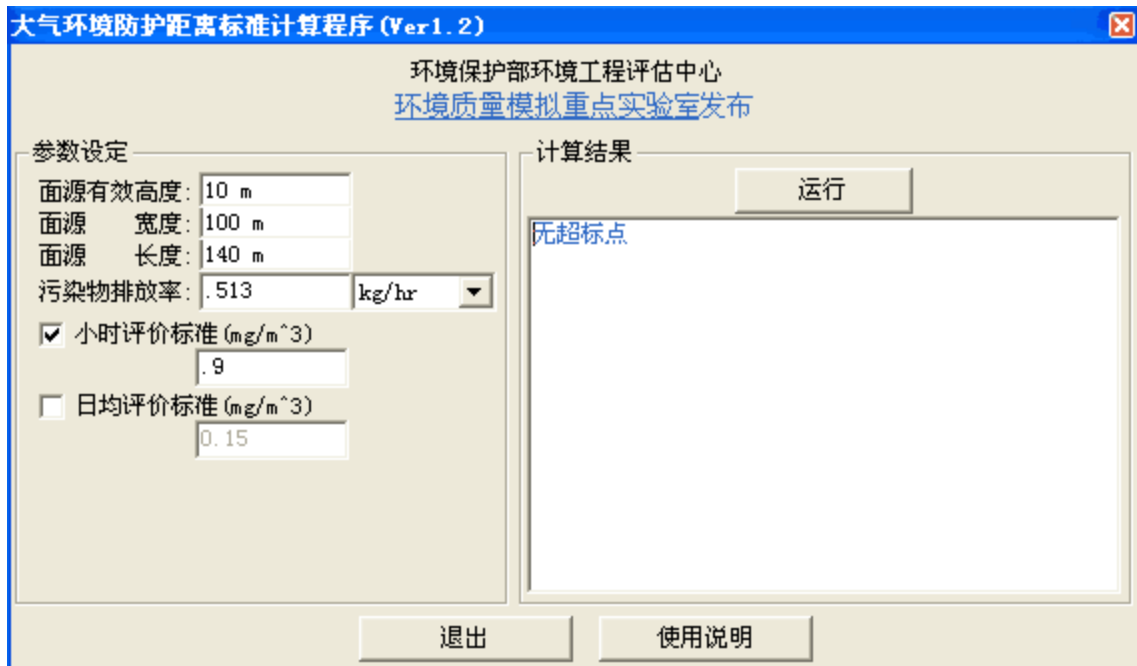 大气环境防护距离标准计算程序(Ver1.2)
环境保护部环境工程评估中心
环境质量模拟重点实验室发布
参数设定
面源有效高度: 10 m
面源 宽度: 100 m
面源 长度: 140 m
污染物排放率: .513 kg/hr
小时评价标准(mg/m^3)
.9
日均评价标准(mg/m^3)
0.15
计算结果
运行
无超标点
退出 使用说明